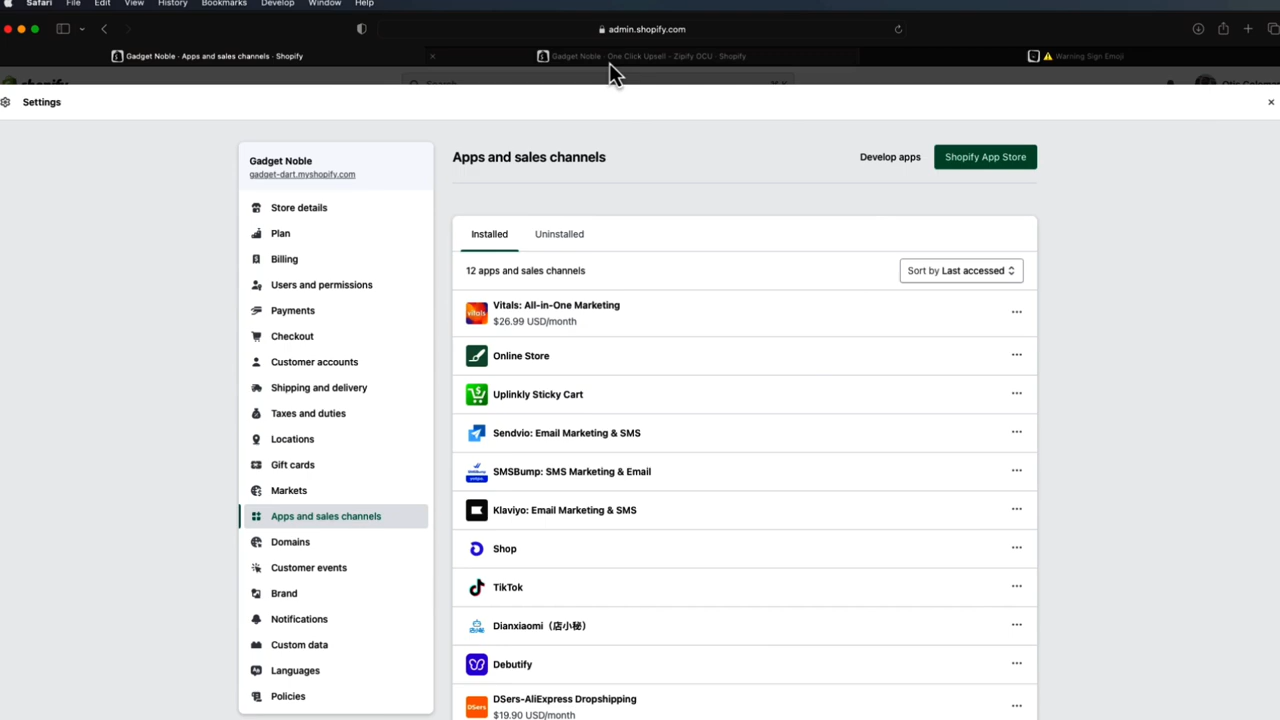 Safari File Edit View History Bookmarks Develop Window Help
admin.shopify.com
Gadget Noble · Apps and sales channels · Shopify
Gadget Noble · One Click Upsell - Zipify OCU · Shopify
⚠️ Warning Sign Emoji
Search
Settings
Gadget Noble
gadget-dart.myshopify.com
Store details
Plan
Billing
Users and permissions
Payments
Checkout
Customer accounts
Shipping and delivery
Taxes and duties
Locations
Gift cards
Markets
Apps and sales channels
Domains
Customer events
Brand
Notifications
Custom data
Languages
Policies
Apps and sales channels
Develop apps
Shopify App Store
Installed
Uninstalled
12 apps and sales channels
Sort by Last accessed
vitals
Vitals: All-in-One Marketing
$26.99 USD/month
Online Store
Uplinkly Sticky Cart
Sendvio: Email Marketing & SMS
SMSBump: SMS Marketing & Email
Klaviyo: Email Marketing & SMS
Shop
TikTok
Dianxiaomi（店小秘）
Debutify
DSers
DSers-AliExpress Dropshipping
$19.90 USD/month